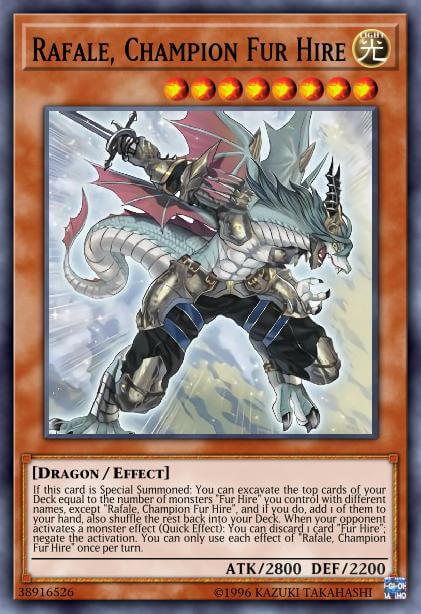 RAFALE, CHAMPION FUR HIRE
LIGHT
光
[DRAGON / EFFECT]
If this card is Special Summoned: You can excavate the top cards of your
Deck equal to the number of monsters "Fur Hire" you control with different
names, except "Rafale, Champion Fur Hire", and if you do, add 1 of them to
your hand, also shuffle the rest back into your Deck. When your opponent
activates a monster effect (Quick Effect): You can discard 1 card "Fur Hire";
negate the activation. You can only use each effect of "Rafale, Champion
Fur Hire" once per turn.
ATK/2800 DEF/2200
38916526
©1996 KAZUKI TAKAHASHI